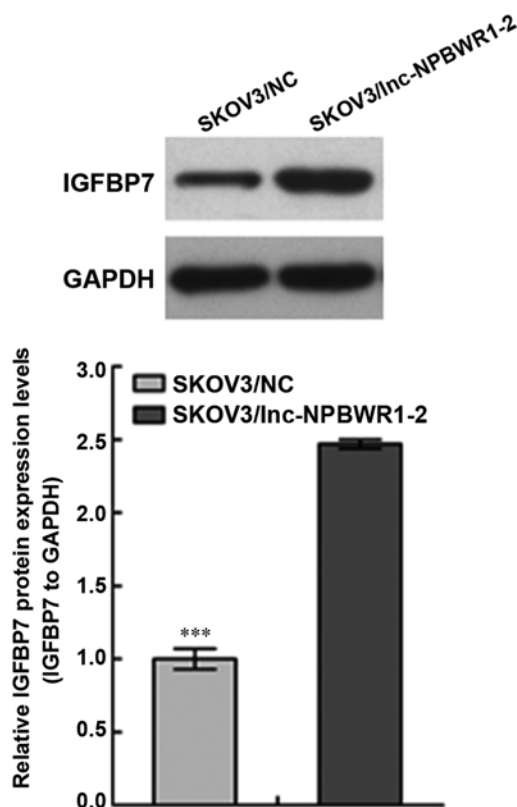 SKOV3/NC
SKOV3/lnc-NPBWR1-2
IGFBP7
GAPDH
Relative IGFBP7 protein expression levels
(IGFBP7 to GAPDH)
3.0
2.5
2.0
1.5
1.0
0.5
0.0
SKOV3/NC
SKOV3/lnc-NPBWR1-2
***